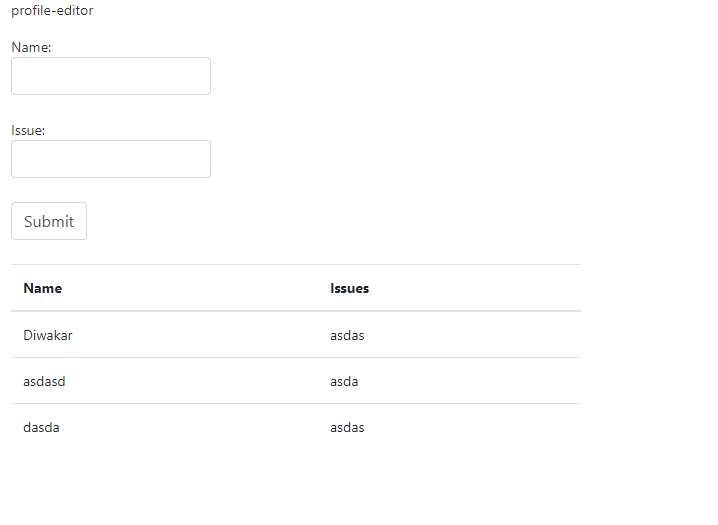 profile-editor
Name:
Issue:
Submit
Name Issues
Diwakar asdas
asdasd asda
dasda asdas